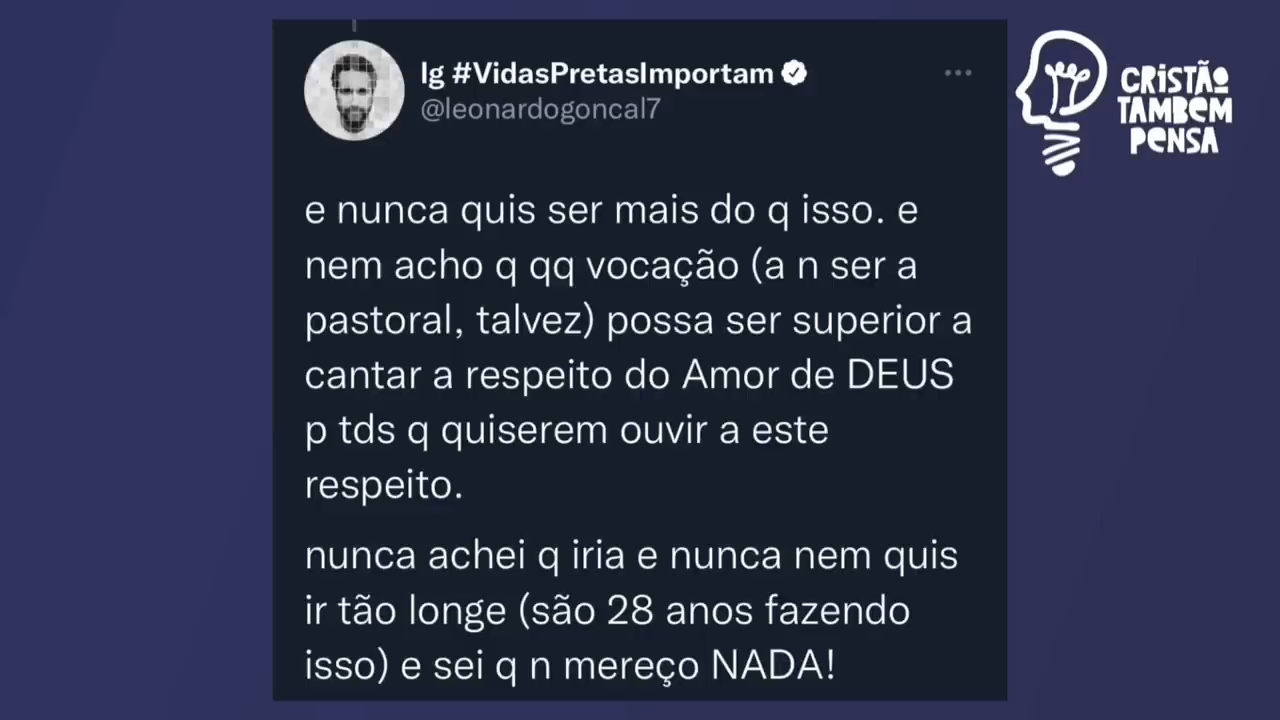 lg #VidasPretasImportam
@leonardogoncal7
CRISTÃO
TAMBEM
PENSA
e nunca quis ser mais do q isso. e
nem acho q qq vocação (a n ser a
pastoral, talvez) possa ser superior a
cantar a respeito do Amor de DEUS
p tds q quiserem ouvir a este
respeito.
nunca achei q iria e nunca nem quis
ir tão longe (são 28 anos fazendo
isso) e sei q n mereço NADA!